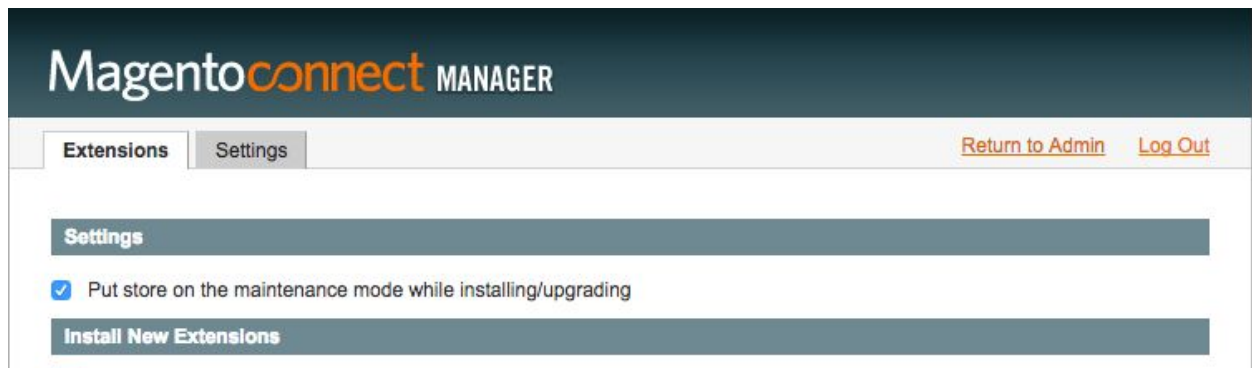 Magentoconnect MANAGER
Extensions Settings Return to Admin Log Out
Settings
Put store on the maintenance mode while installing/upgrading
Install New Extensions